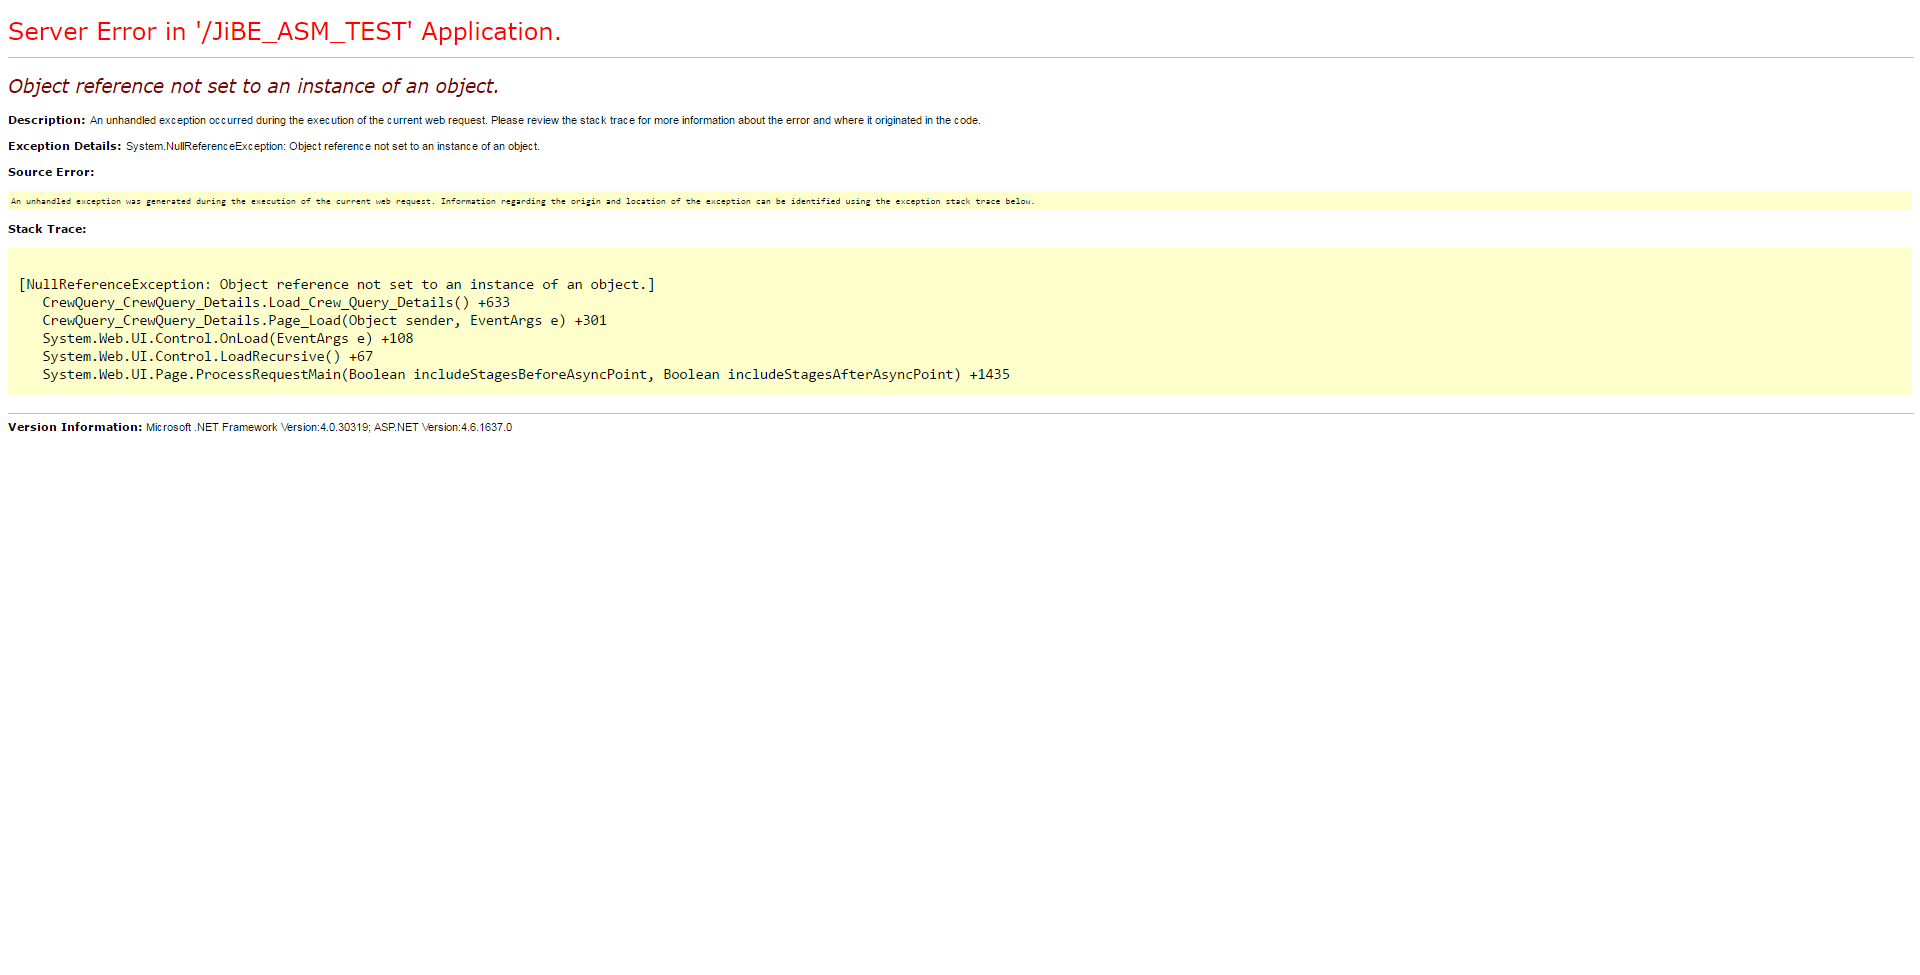 Server Error in '/JiBE_ASM_TEST' Application.
Object reference not set to an instance of an object.
Description: An unhandled exception occurred during the execution of the current web request. Please review the stack trace for more information about the error and where it originated in the code.
Exception Details: System.NullReferenceException: Object reference not set to an instance of an object.
Source Error:
An unhandled exception was generated during the execution of the current web request. Information regarding the origin and location of the exception can be identified using the exception stack trace below.
Stack Trace:
[NullReferenceException: Object reference not set to an instance of an object.]
CrewQuery_CrewQuery_Details.Load_Crew_Query_Details() +633
CrewQuery_CrewQuery_Details.Page_Load(Object sender, EventArgs e) +301
System.Web.UI.Control.OnLoad(EventArgs e) +108
System.Web.UI.Control.LoadRecursive() +67
System.Web.UI.Page.ProcessRequestMain(Boolean includeStagesBeforeAsyncPoint, Boolean includeStagesAfterAsyncPoint) +1435
Version Information: Microsoft .NET Framework Version:4.0.30319; ASP.NET Version:4.6.1637.0